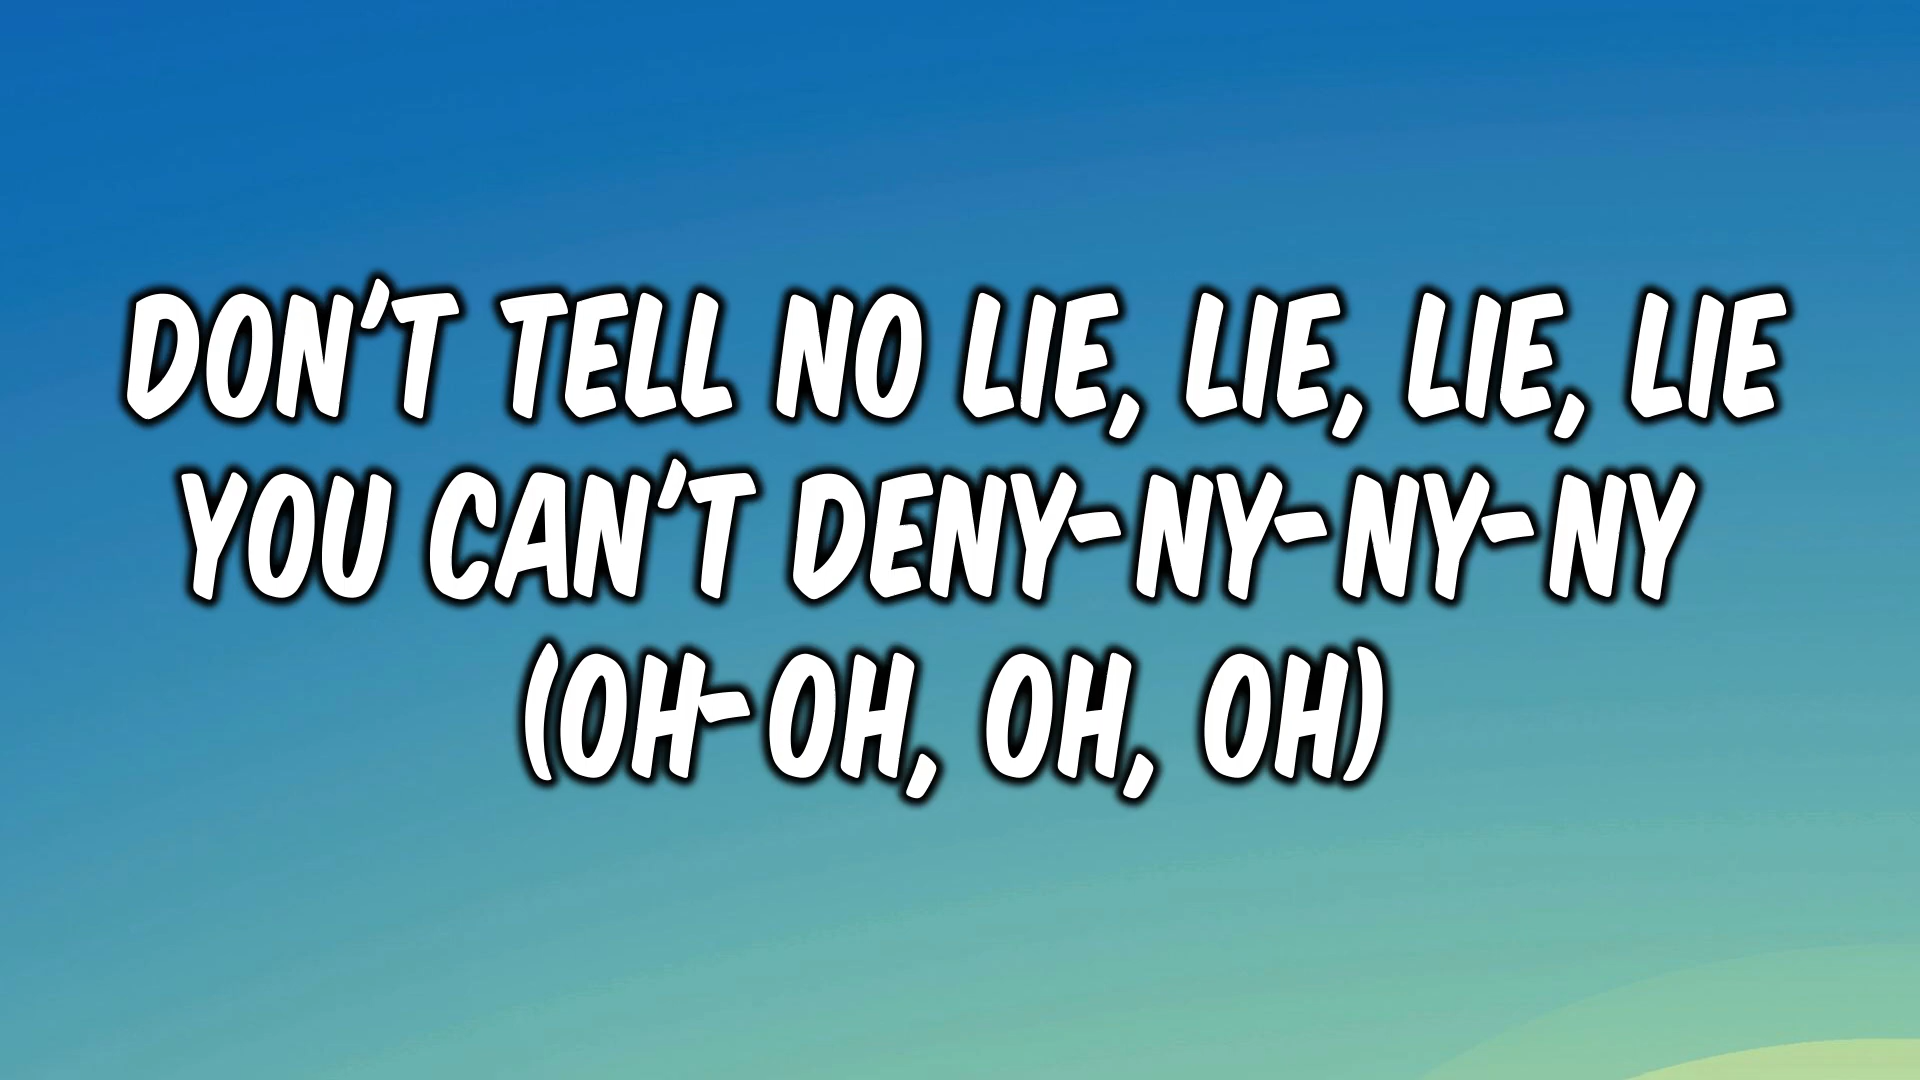 DON'T TELL NO LIE, LIE, LIE, LIE
YOU CAN'T DENY-NY-NY-NY
(OH-OH, OH, OH)